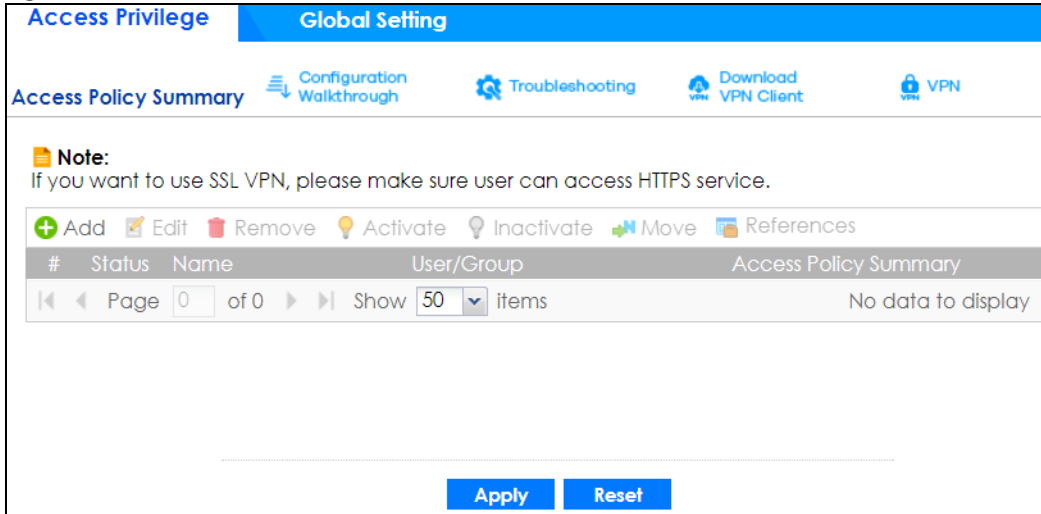 Access Privilege Global Setting
Access Policy Summary Configuration Walkthrough Troubleshooting Download VPN Client VPN
Note:
If you want to use SSL VPN, please make sure user can access HTTPS service.
Add Edit Remove Activate Inactivate Move References
# Status Name User/Group Access Policy Summary
Page 0 of 0 Show 50 items No data to display
Apply Reset